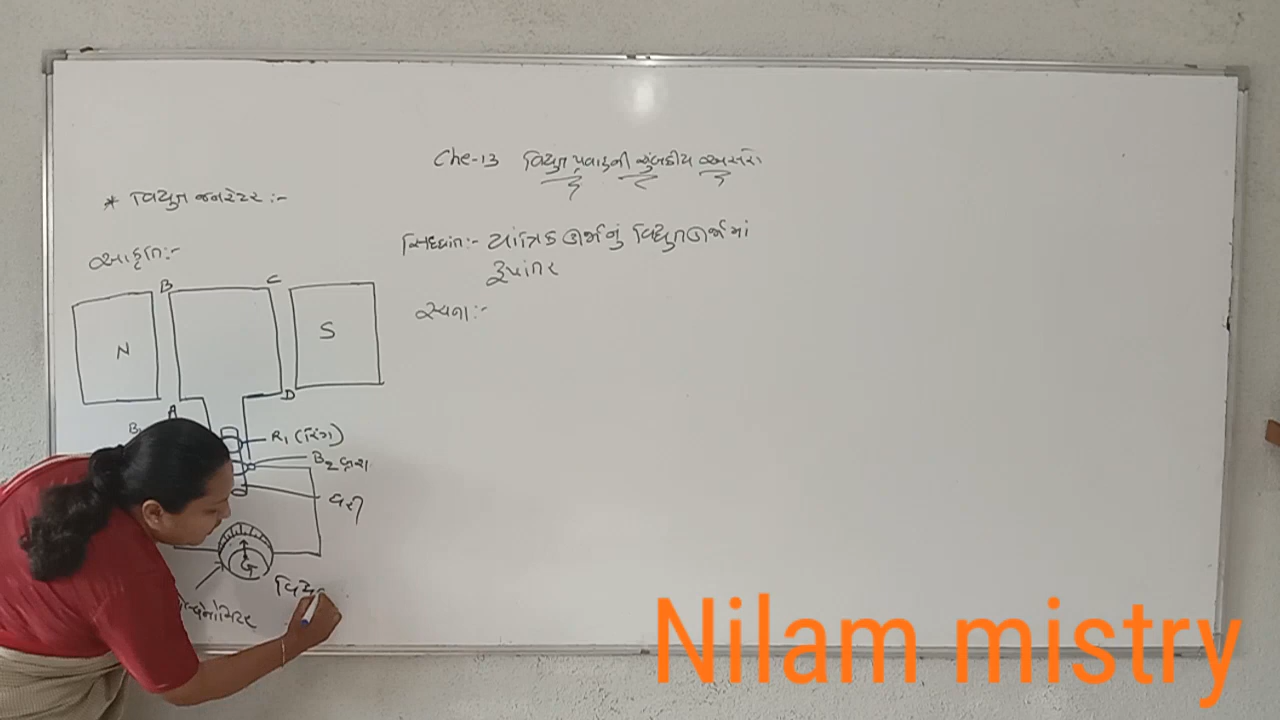 Che-13 વિદ્યુત પ્રવાહની ચુંબકીય અસરો
* વિદ્યુત જનરેટર :-
સિદ્ધાંત :- યાંત્રિક ઊર્જાનું વિદ્યુતઊર્જામાં
રૂપાંતર
આકૃતિ :-
રચના :-
B C
N S
A D
R1 (રિંગ)
B2 બ્રશ
ધરી
G
વિદ્યુ
Nilam mistry